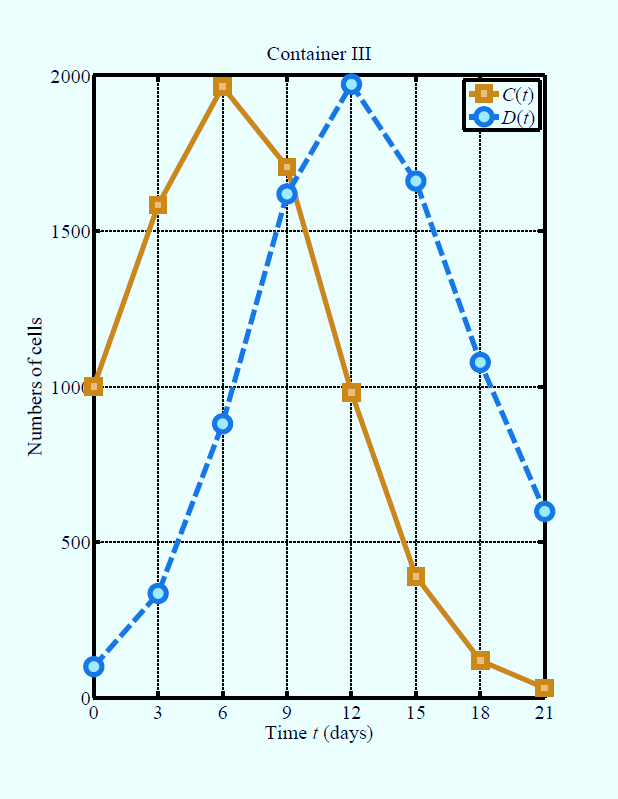 Container III
C(t)
D(t)
2000
1500
1000
500
0
Numbers of cells
0 3 6 9 12 15 18 21
Time t (days)